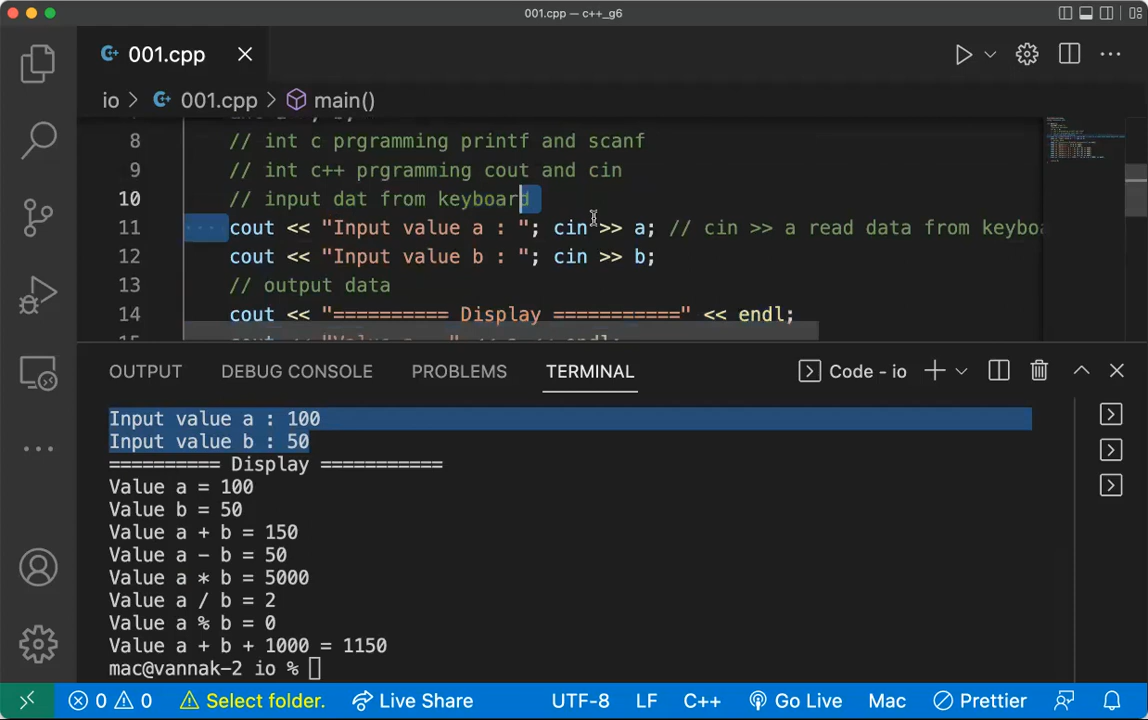 001.cpp — c++_g6
001.cpp
io > 001.cpp > main()
8 // int c prgramming printf and scanf
9 // int c++ prgramming cout and cin
10 // input dat from keyboard
11 cout << "Input value a : "; cin >> a; // cin >> a read data from keyboa
12 cout << "Input value b : "; cin >> b;
13 // output data
14 cout << "========== Display ===========" << endl;
OUTPUT DEBUG CONSOLE PROBLEMS TERMINAL Code - io
Input value a : 100
Input value b : 50
========== Display ===========
Value a = 100
Value b = 50
Value a + b = 150
Value a - b = 50
Value a * b = 5000
Value a / b = 2
Value a % b = 0
Value a + b + 1000 = 1150
mac@vannak-2 io %
0 0 Select folder. Live Share UTF-8 LF C++ Go Live Mac Prettier